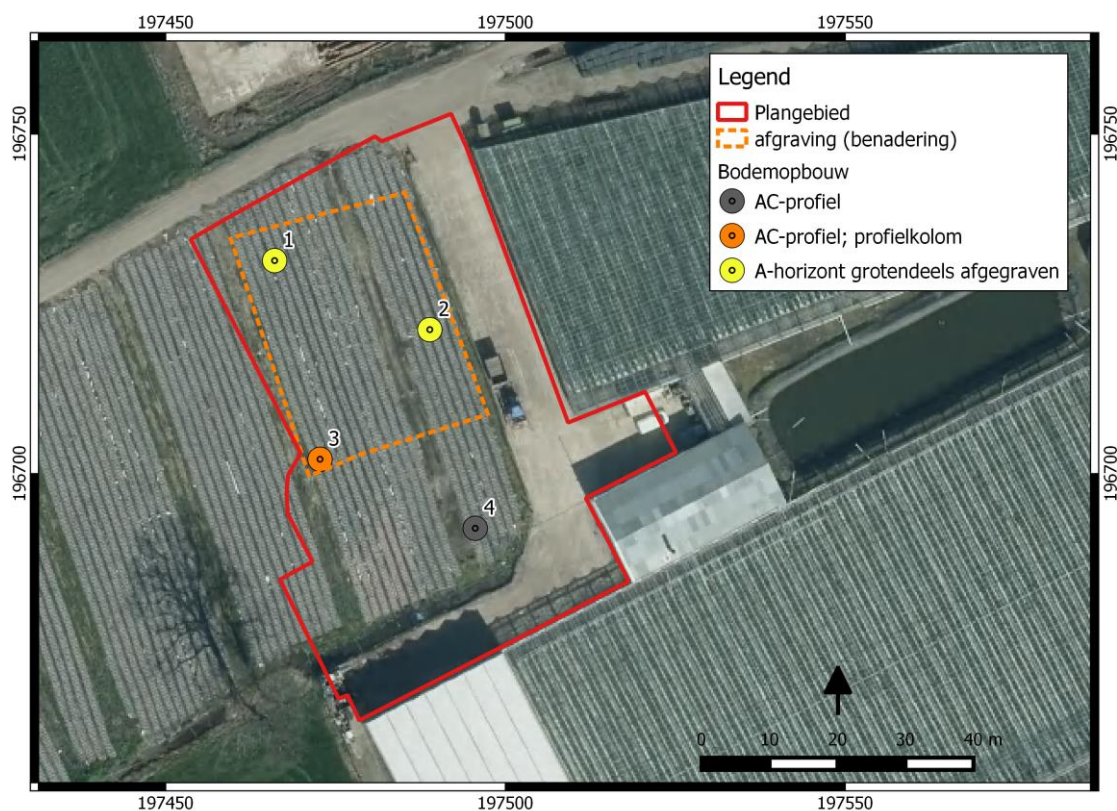 197450 197500 197550
Legend
Plangebied
afgraving (benadering)
Bodemopbouw
AC-profiel
AC-profiel; profielkolom
A-horizont grotendeels afgegraven
196750 196750
1
2
3
4
196700 196700
0 10 20 30 40 m
197450 197500 197550